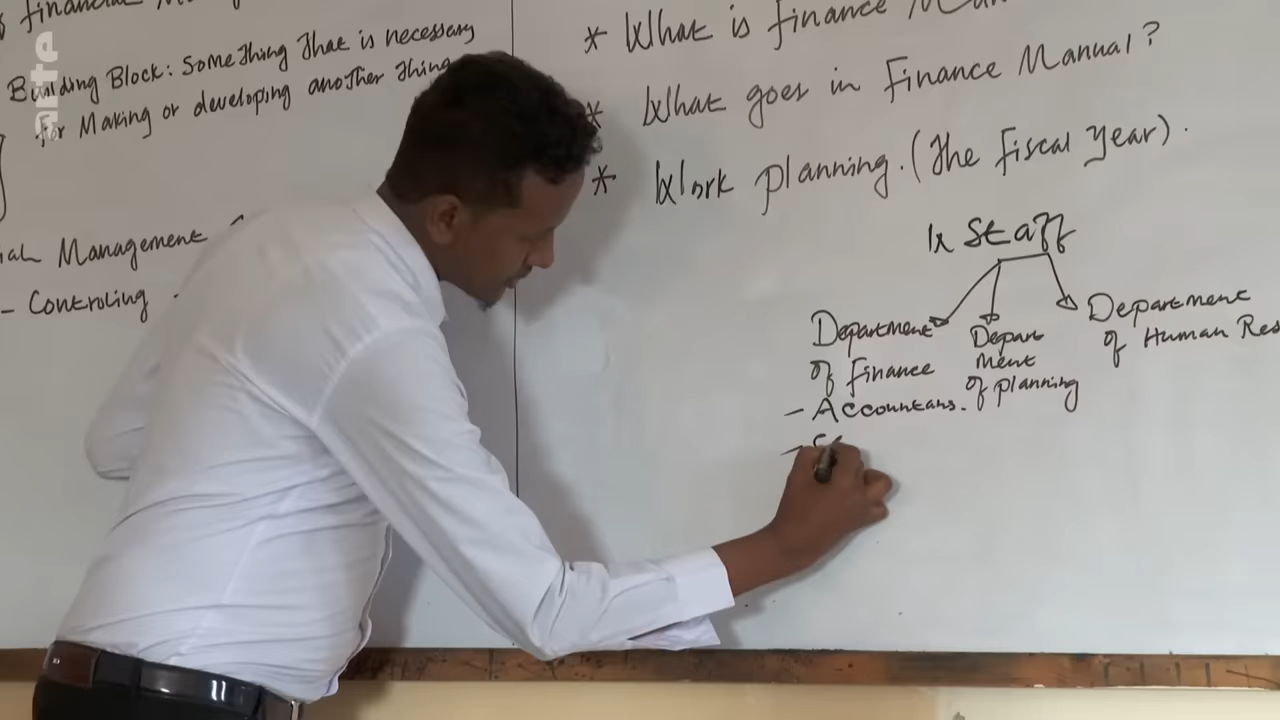 financial
Building Block: Something that is necessary
for Making or developing another thing
Management
- Controling
* What is finance
* What goes in Finance Manual?
* Work planning. (The Fiscal Year).
Staff
Department
of Finance
- Accountans.
Depart
ment
of planning
Department
of Human Res
arte